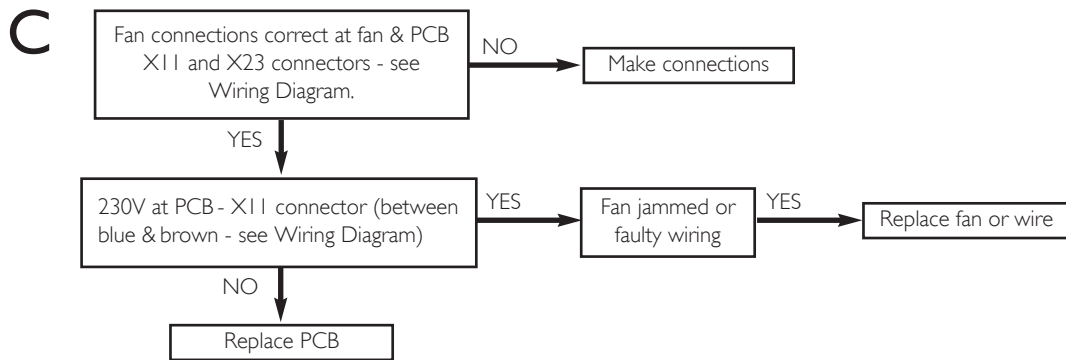 C
Fan connections correct at fan & PCB
X11 and X23 connectors - see
Wiring Diagram.
NO
Make connections
YES
230V at PCB - X11 connector (between
blue & brown - see Wiring Diagram)
YES
Fan jammed or
faulty wiring
YES
Replace fan or wire
NO
Replace PCB